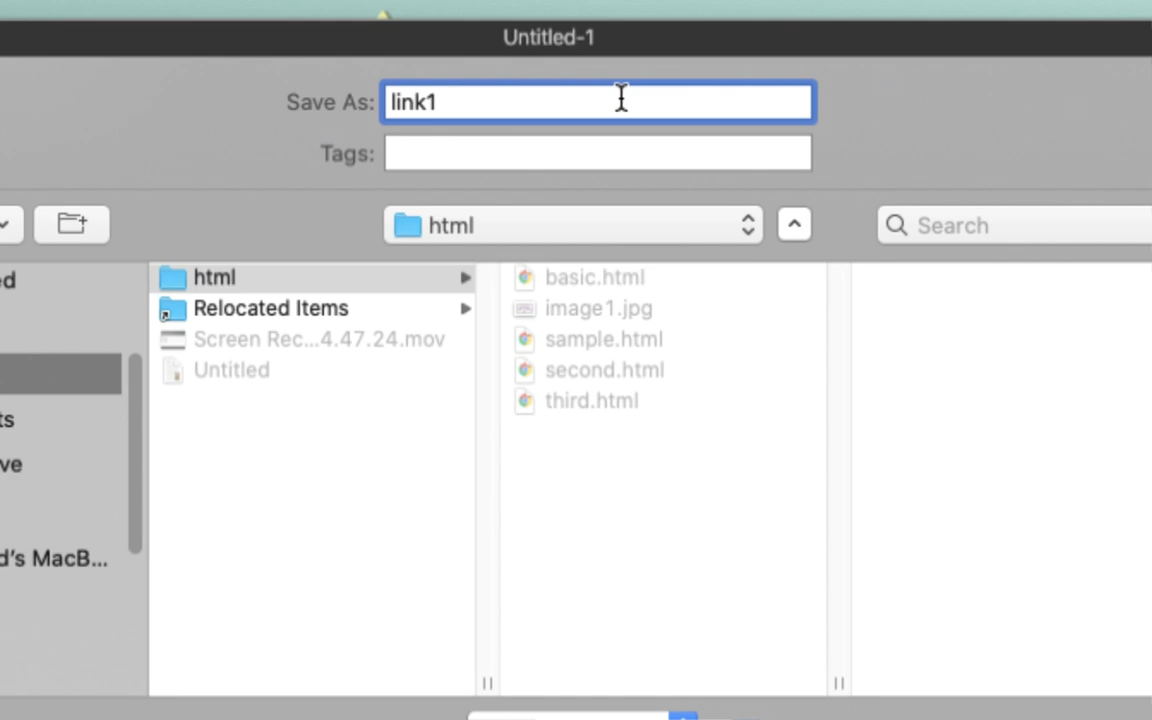 Untitled-1
Save As: link1
Tags:
html
Search
ed
ts
ve
d's MacB...
html
Relocated Items
Screen Rec...4.47.24.mov
Untitled
basic.html
image1.jpg
sample.html
second.html
third.html